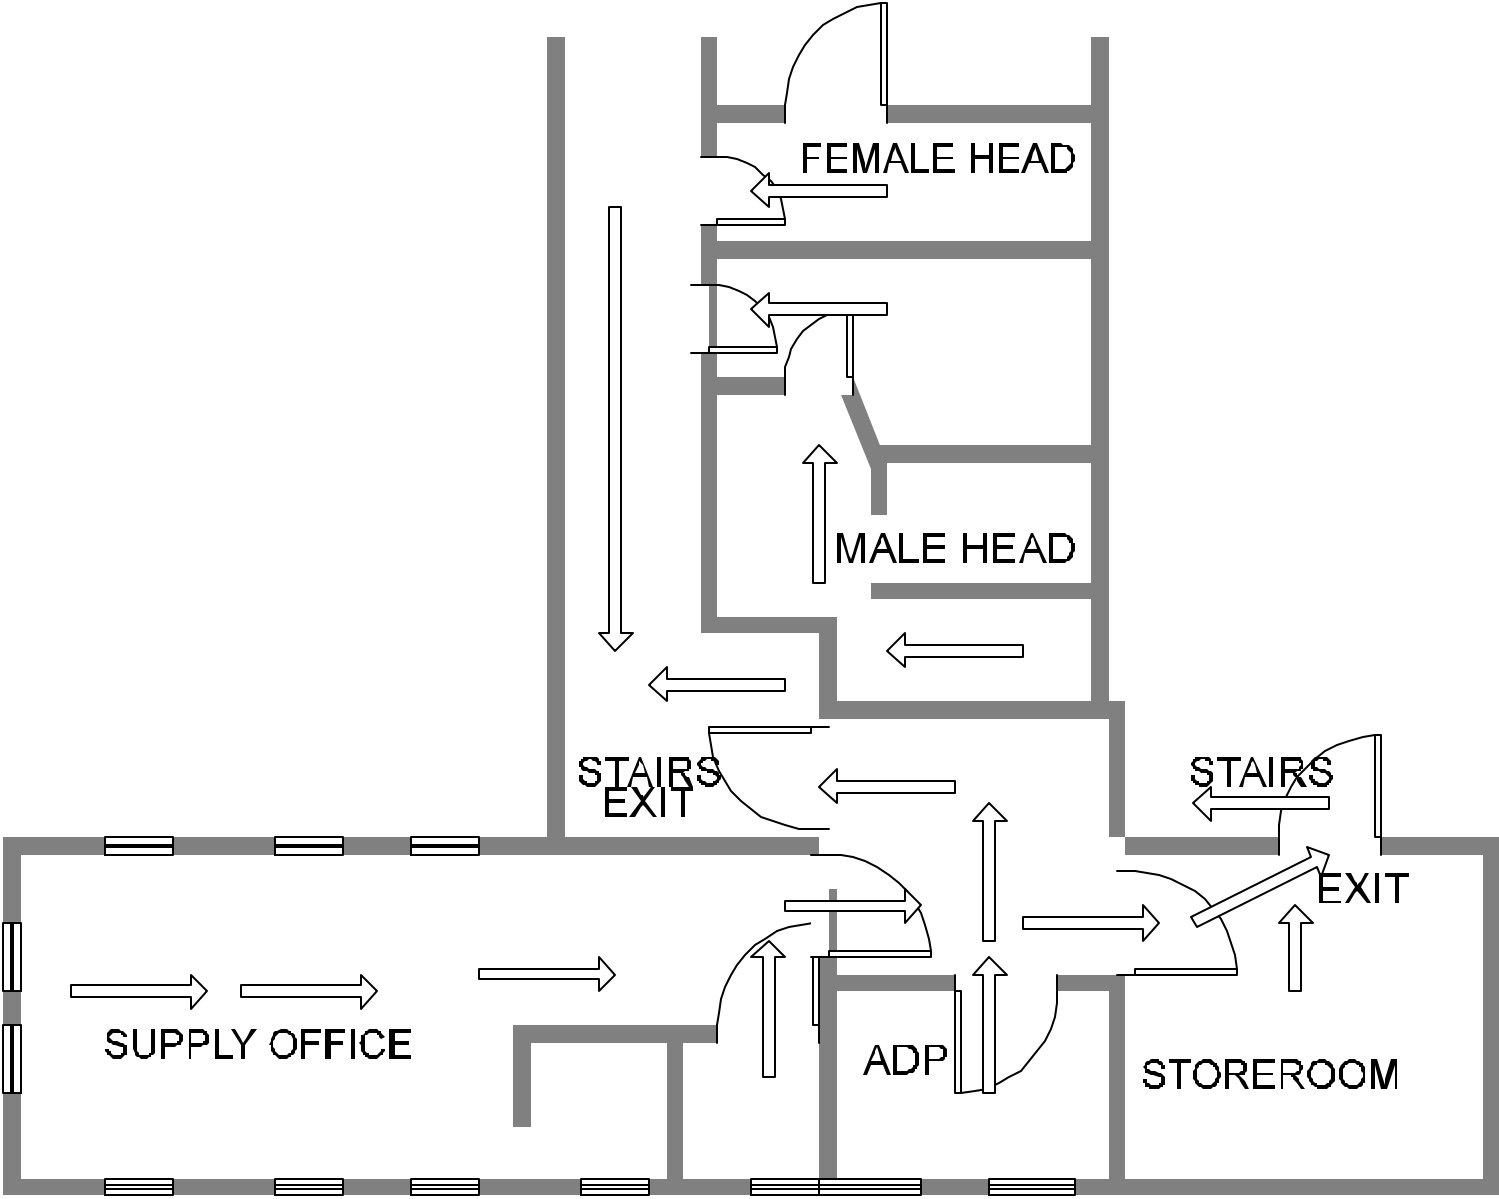 FEMALE HEAD
MALE HEAD
STAIRS
EXIT
STAIRS
EXIT
SUPPLY OFFICE
ADP
STOREROOM